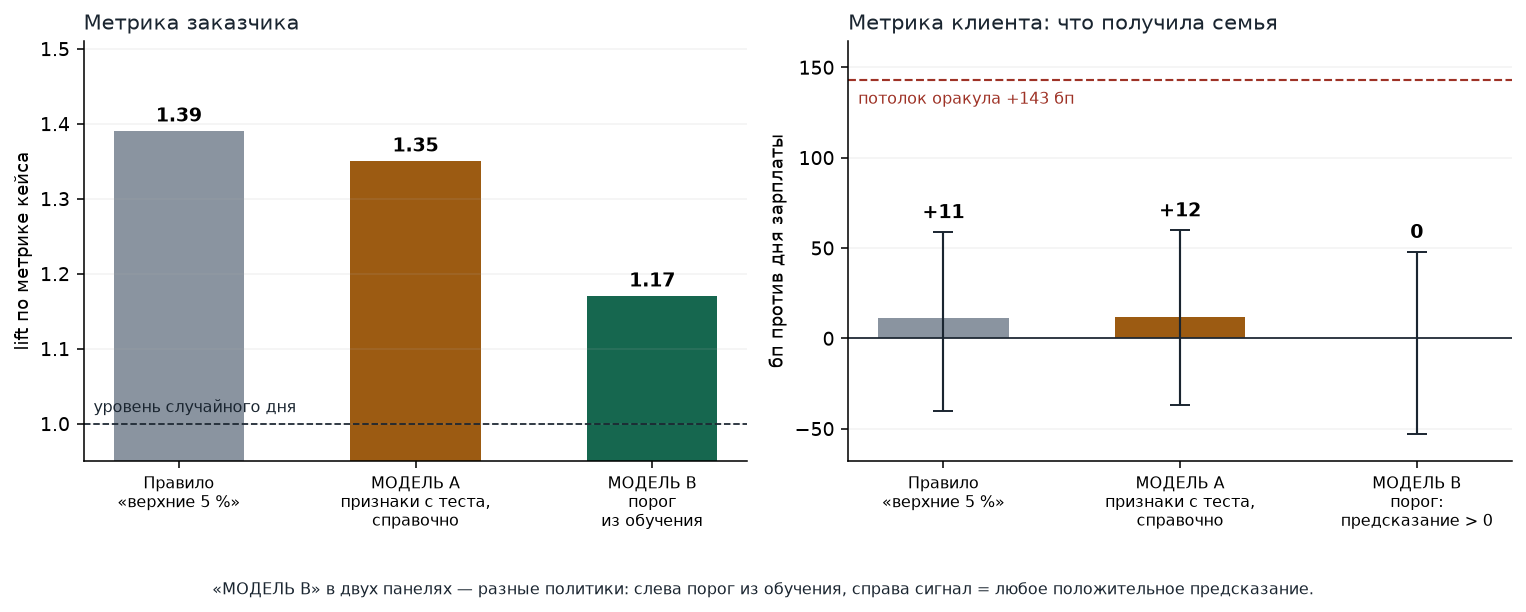 Метрика заказчика
lift по метрике кейса
1.5
1.4
1.3
1.2
1.1
1.0
1.39
1.35
1.17
уровень случайного дня
Правило
«верхние 5 %»
МОДЕЛЬ A
признаки с теста,
справочно
МОДЕЛЬ B
порог
из обучения
Метрика клиента: что получила семья
бп против дня зарплаты
150
100
50
0
−50
потолок оракула +143 бп
+11
+12
0
Правило
«верхние 5 %»
МОДЕЛЬ A
признаки с теста,
справочно
МОДЕЛЬ B
порог:
предсказание > 0
«МОДЕЛЬ B» в двух панелях — разные политики: слева порог из обучения, справа сигнал = любое положительное предсказание.